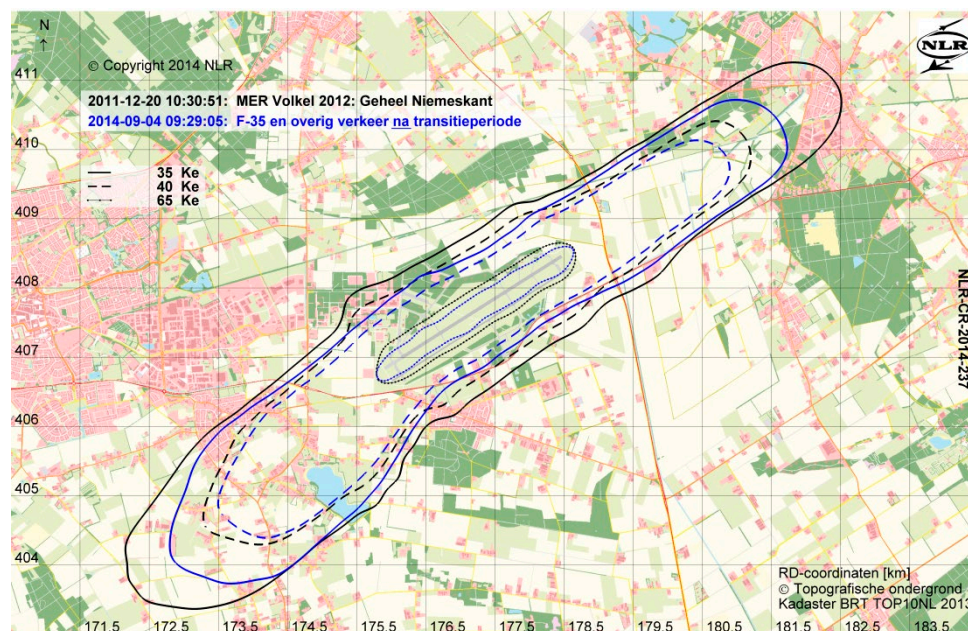 N
© Copyright 2014 NLR
NLR
411
2011-12-20 10:30:51: MER Volkel 2012: Geheel Niemeskant
2014-09-04 09:29:05: F-35 en overig verkeer na transitieperiode
410
35 Ke
40 Ke
65 Ke
409
408
407
406
405
404
NLR-CR-2014-237
RD-coordinaten [km]
© Topografische ondergrond
Kadaster BRT TOP10NL 2013
171.5 172.5 173.5 174.5 175.5 176.5 177.5 178.5 179.5 180.5 181.5 182.5 183.5